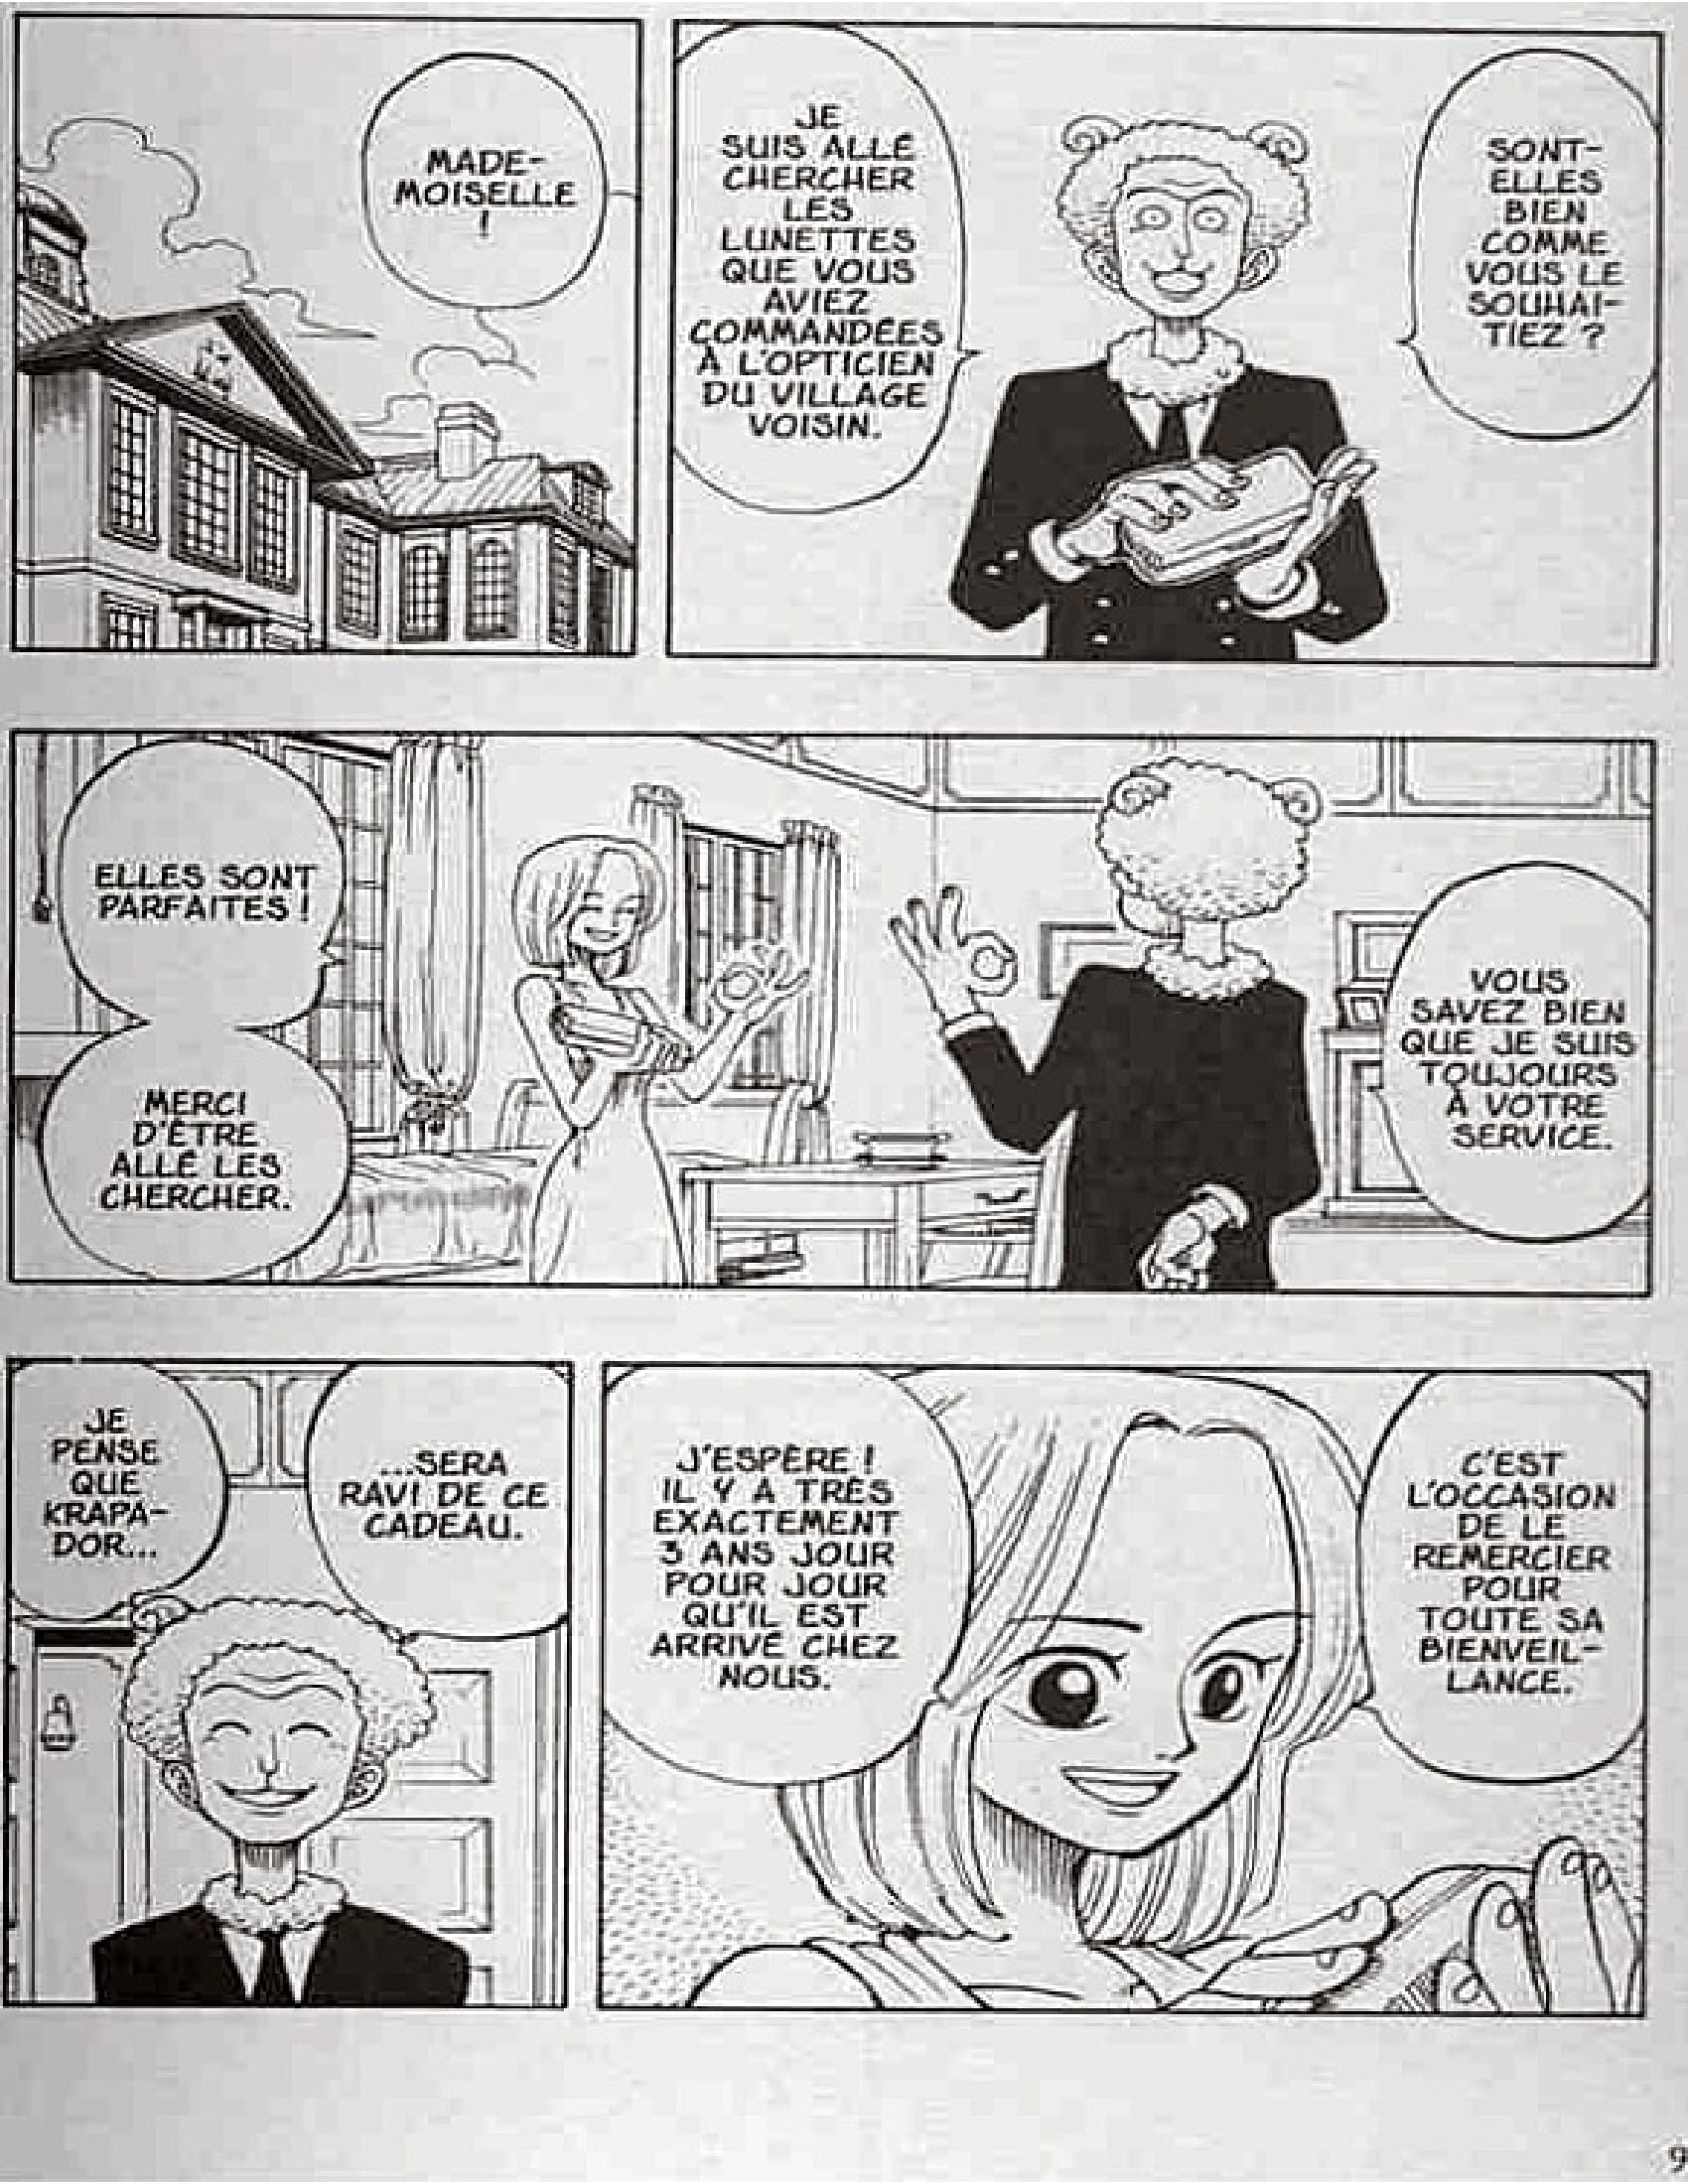 MADE-
MOISELLE
!
JE
SUIS ALLÉ
CHERCHER
LES
LUNETTES
QUE VOUS
AVIEZ
COMMANDÉES
À L'OPTICIEN
DU VILLAGE
VOISIN.
SONT-
ELLES
BIEN
COMME
VOUS LE
SOUHAI-
TIEZ ?
ELLES SONT
PARFAITES !
MERCI
D'ÊTRE
ALLÉ LES
CHERCHER.
VOUS
SAVEZ BIEN
QUE JE SUIS
TOUJOURS
À VOTRE
SERVICE.
JE
PENSE
QUE
KRAPA-
DOR...
...SERA
RAVI DE CE
CADEAU.
J'ESPÈRE !
IL Y A TRÈS
EXACTEMENT
3 ANS JOUR
POUR JOUR
QU'IL EST
ARRIVÉ CHEZ
NOUS.
C'EST
L'OCCASION
DE LE
REMERCIER
POUR
TOUTE SA
BIENVEIL-
LANCE.
9